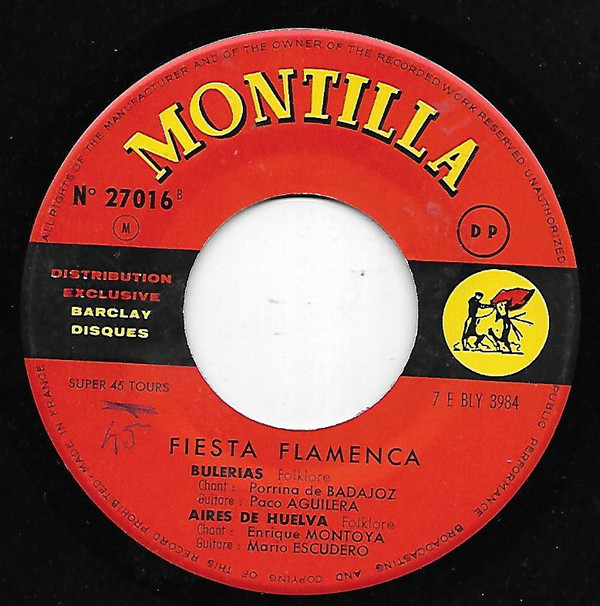 ALL RIGHTS OF THE MANUFACTURER AND OF THE OWNER OF THE RECORDED WORK RESERVED UNAUTHORIZED
MONTILLA
N° 27016 B
M
DP
DISTRIBUTION
EXCLUSIVE
BARCLAY
DISQUES
SUPER 45 TOURS
45
7 E BLY 3984
FIESTA FLAMENCA
BULERIAS Folklore
Chant : Porrina de BADAJOZ
Guitare : Paco AGUILERA
AIRES DE HUELVA Folklore
Chant : Enrique MONTOYA
Guitare : Mario ESCUDERO
PUBLIC PERFORMANCE BROADCASTING AND COPYING OF THIS RECORD PROHIBITED. MADE IN FRANCE